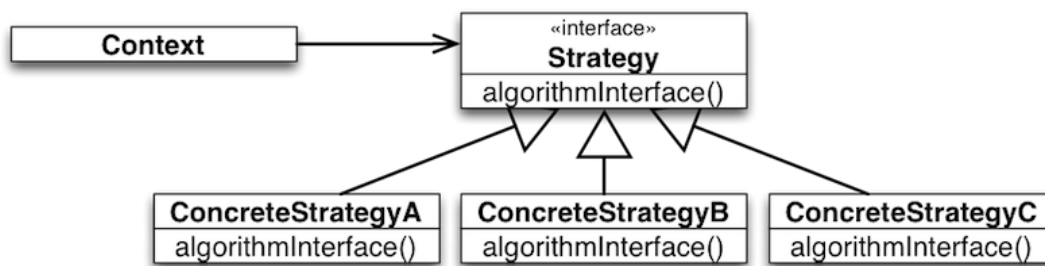 Context
«interface»
Strategy
algorithmInterface()
ConcreteStrategyA
algorithmInterface()
ConcreteStrategyB
algorithmInterface()
ConcreteStrategyC
algorithmInterface()